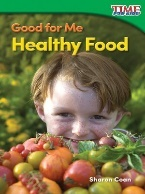 TIME
FOR KIDS
Good for Me
Healthy Food
Sharon Coan